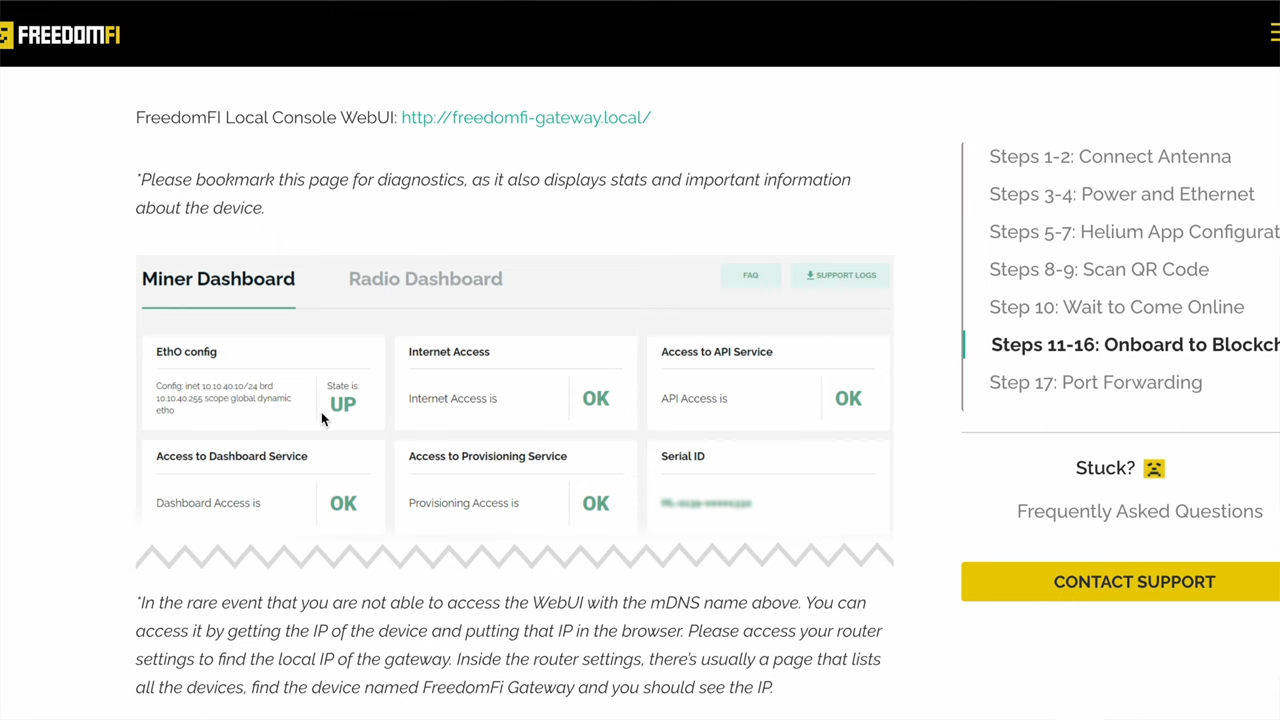 FREEDOMFI
FreedomFI Local Console WebUI: http://freedomfi-gateway.local/
*Please bookmark this page for diagnostics, as it also displays stats and important information
about the device.
Miner Dashboard
Radio Dashboard
FAQ
SUPPORT LOGS
EthO config
Config: inet 10.10.40.10/24 brd
10.10.40.255 scope global dynamic
etho
State is:
UP
Internet Access
Internet Access is
OK
Access to API Service
API Access is
OK
Access to Dashboard Service
Dashboard Access is
OK
Access to Provisioning Service
Provisioning Access is
OK
Serial ID
*In the rare event that you are not able to access the WebUI with the mDNS name above. You can
access it by getting the IP of the device and putting that IP in the browser. Please access your router
settings to find the local IP of the gateway. Inside the router settings, there's usually a page that lists
all the devices, find the device named FreedomFi Gateway and you should see the IP.
Steps 1-2: Connect Antenna
Steps 3-4: Power and Ethernet
Steps 5-7: Helium App Configurat
Steps 8-9: Scan QR Code
Step 10: Wait to Come Online
Steps 11-16: Onboard to Blockch
Step 17: Port Forwarding
Stuck?
Frequently Asked Questions
CONTACT SUPPORT